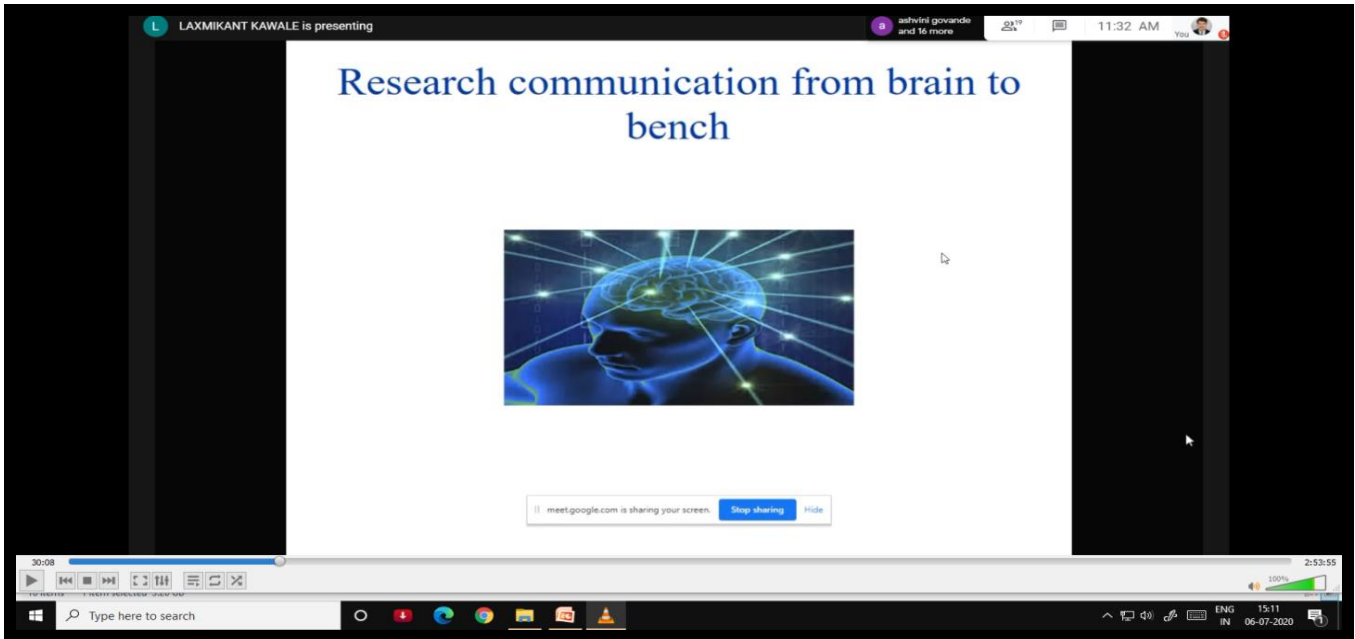 L LAXMIKANT KAWALE is presenting
a ashvini govande
and 16 more
19
11:32 AM
You
Research communication from brain to
bench
meet.google.com is sharing your screen.
Stop sharing
Hide
30:08
2:53:55
100%
Type here to search
ENG
IN
15:11
06-07-2020
1